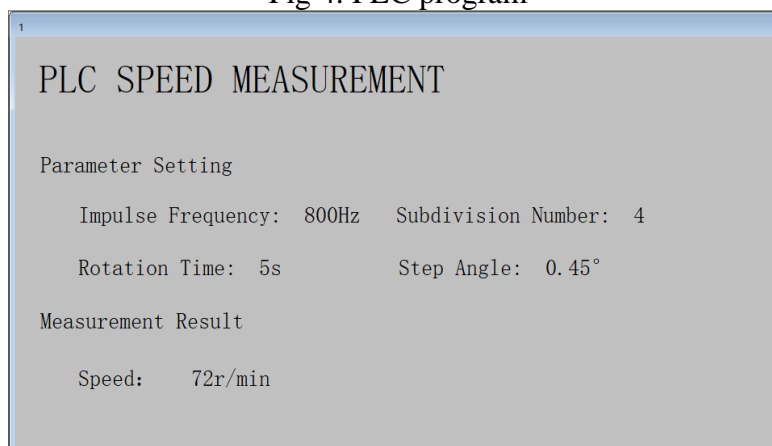 Fig 4. PLC program
1
PLC SPEED MEASUREMENT
Parameter Setting
Impulse Frequency: 800Hz Subdivision Number: 4
Rotation Time: 5s Step Angle: 0.45°
Measurement Result
Speed: 72r/min